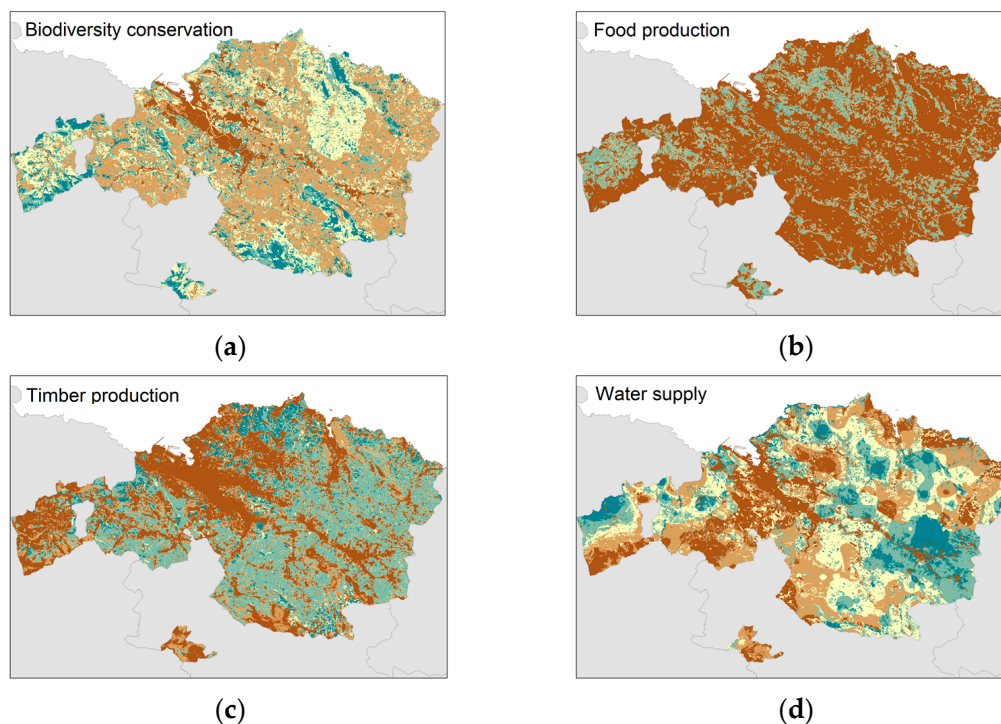 Biodiversity conservation
Food production
(a)
(b)
Timber production
Water supply
(c)
(d)